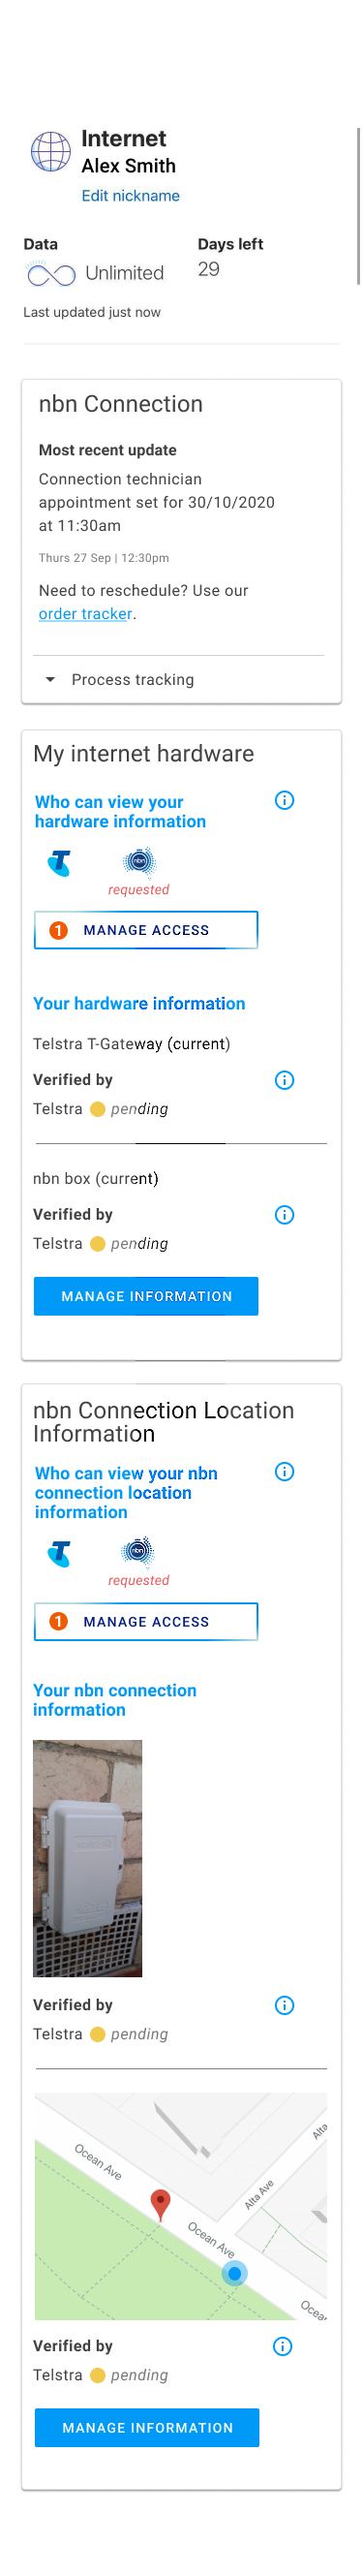 Internet
Alex Smith
Edit nickname
Data
Days left
Unlimited
29
Last updated just now
nbn Connection
Most recent update
Connection technician
appointment set for 30/10/2020
at 11:30am
Thurs 27 Sep | 12:30pm
Need to reschedule? Use our
order tracker.
Process tracking
My internet hardware
Who can view your
hardware information
T
nbn
requested
1 MANAGE ACCESS
Your hardware information
Telstra T-Gateway (current)
Verified by
Telstra pending
nbn box (current)
Verified by
Telstra pending
MANAGE INFORMATION
nbn Connection Location
Information
Who can view your nbn
connection location
information
T
nbn
requested
1 MANAGE ACCESS
Your nbn connection
information
Verified by
Telstra pending
Ocean Ave
Alta
Alta Ave
Ocean Ave
Ocea
Verified by
Telstra pending
MANAGE INFORMATION